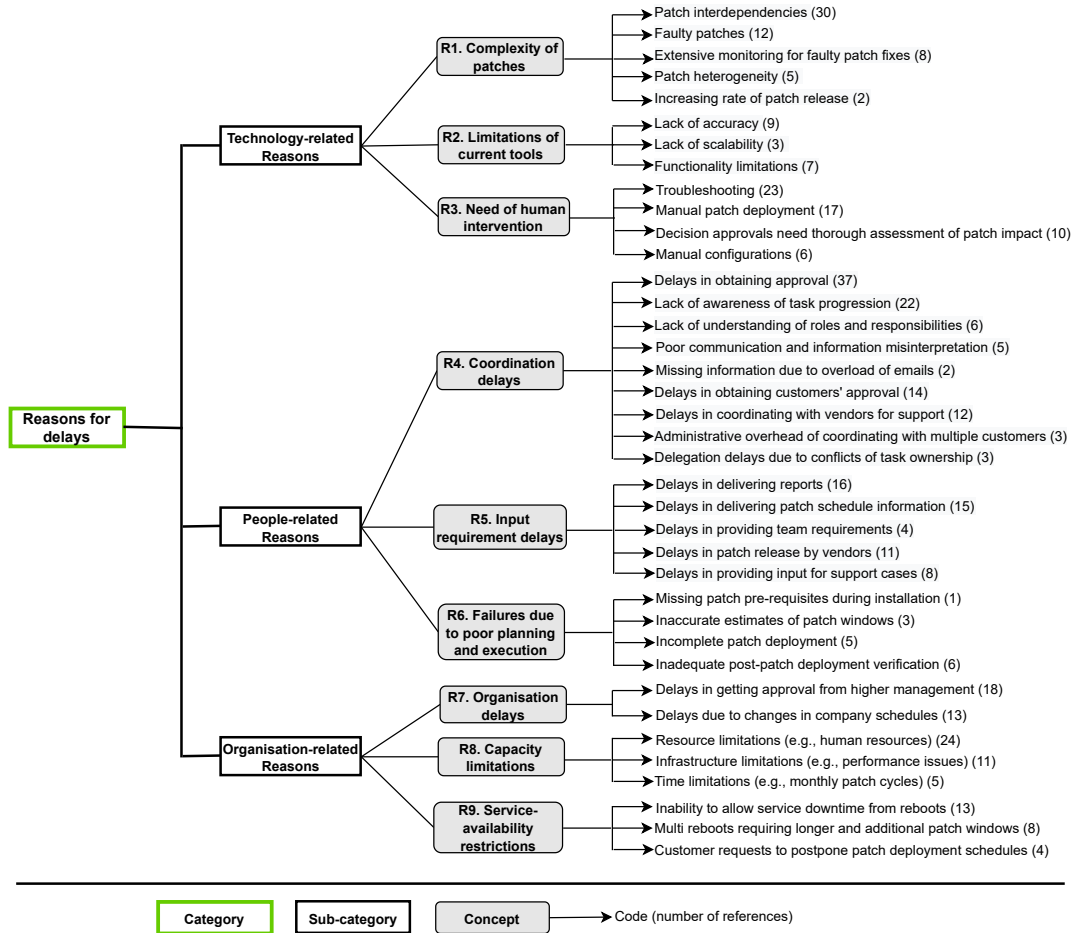 Reasons for
delays
Technology-related
Reasons
R1. Complexity of
patches
Patch interdependencies (30)
Faulty patches (12)
Extensive monitoring for faulty patch fixes (8)
Patch heterogeneity (5)
Increasing rate of patch release (2)
R2. Limitations of
current tools
Lack of accuracy (9)
Lack of scalability (3)
Functionality limitations (7)
R3. Need of human
intervention
Troubleshooting (23)
Manual patch deployment (17)
Decision approvals need thorough assessment of patch impact (10)
Manual configurations (6)
People-related
Reasons
R4. Coordination
delays
Delays in obtaining approval (37)
Lack of awareness of task progression (22)
Lack of understanding of roles and responsibilities (6)
Poor communication and information misinterpretation (5)
Missing information due to overload of emails (2)
Delays in obtaining customers' approval (14)
Delays in coordinating with vendors for support (12)
Administrative overhead of coordinating with multiple customers (3)
Delegation delays due to conflicts of task ownership (3)
R5. Input
requirement delays
Delays in delivering reports (16)
Delays in delivering patch schedule information (15)
Delays in providing team requirements (4)
Delays in patch release by vendors (11)
Delays in providing input for support cases (8)
R6. Failures due
to poor planning
and execution
Missing patch pre-requisites during installation (1)
Inaccurate estimates of patch windows (3)
Incomplete patch deployment (5)
Inadequate post-patch deployment verification (6)
Organisation-related
Reasons
R7. Organisation
delays
Delays in getting approval from higher management (18)
Delays due to changes in company schedules (13)
R8. Capacity
limitations
Resource limitations (e.g., human resources) (24)
Infrastructure limitations (e.g., performance issues) (11)
Time limitations (e.g., monthly patch cycles) (5)
R9. Service-
availability
restrictions
Inability to allow service downtime from reboots (13)
Multi reboots requiring longer and additional patch windows (8)
Customer requests to postpone patch deployment schedules (4)
Category
Sub-category
Concept
Code (number of references)